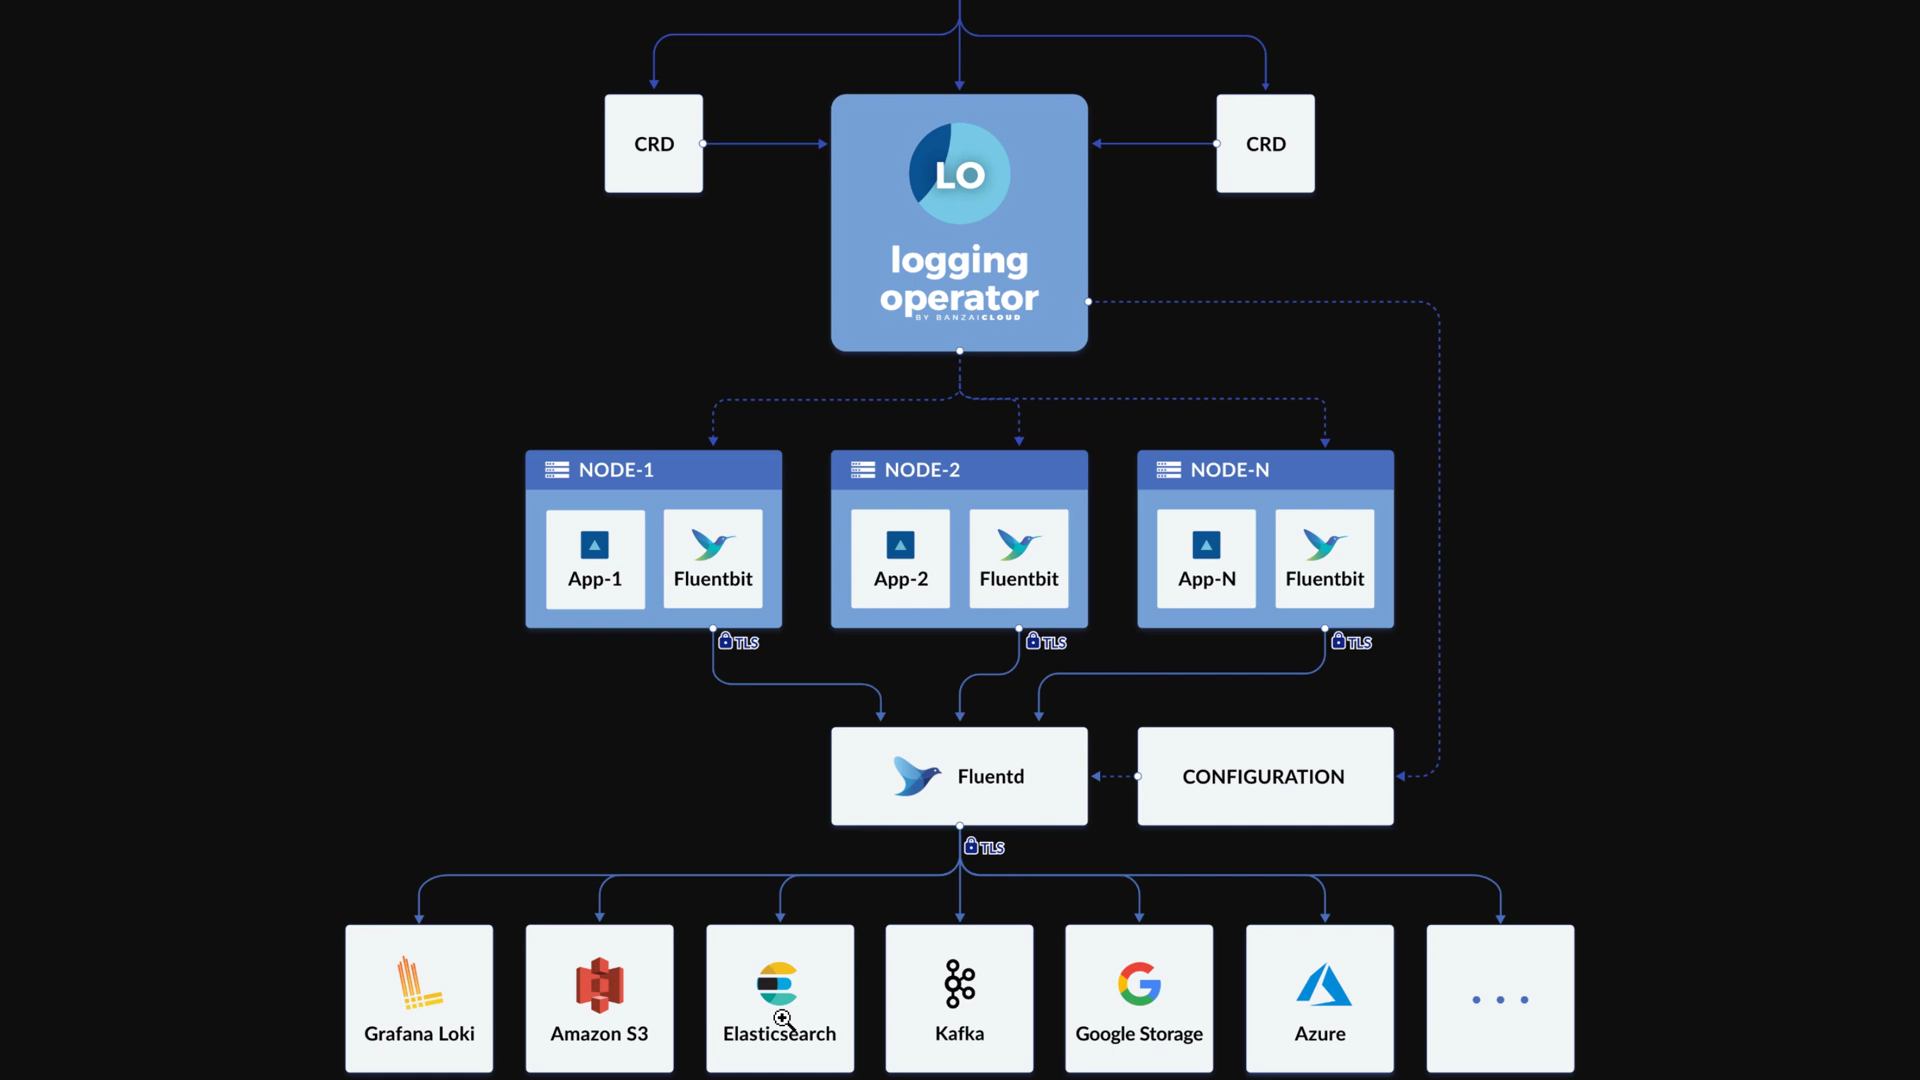 CRD
LO
CRD
logging
operator
BY BANZAICLOUD
NODE-1
NODE-2
NODE-N
App-1
Fluentbit
App-2
Fluentbit
App-N
Fluentbit
TLS
TLS
TLS
Fluentd
CONFIGURATION
TLS
Grafana Loki
Amazon S3
Elasticsearch
Kafka
Google Storage
Azure
...